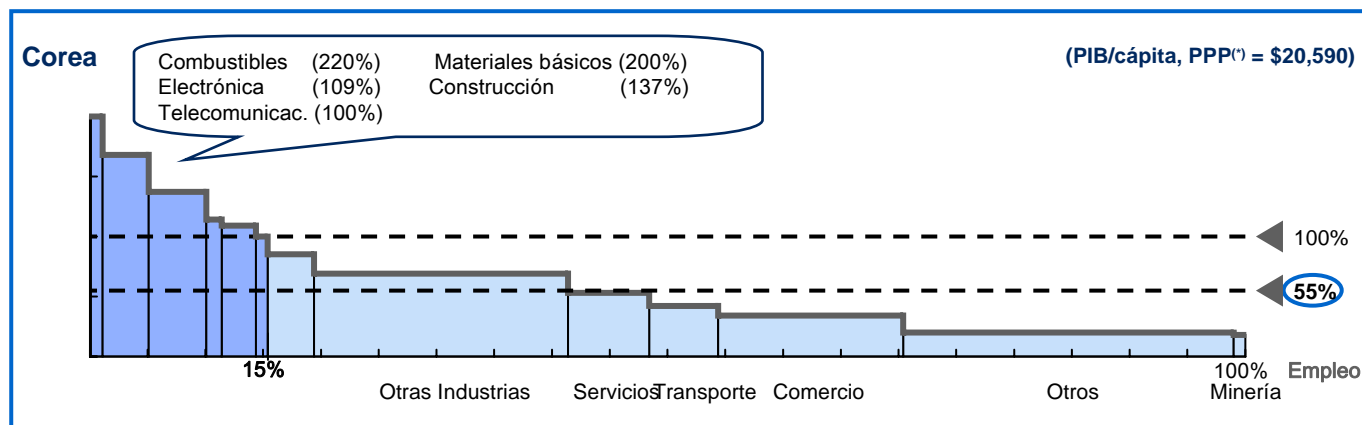 Corea
Combustibles (220%) Materiales básicos (200%)
Electrónica (109%) Construcción (137%)
Telecomunicac. (100%)
(PIB/cápita, PPP(*) = $20,590)
100%
55%
15% 100% Empleo
Otras Industrias Servicios Transporte Comercio Otros Minería